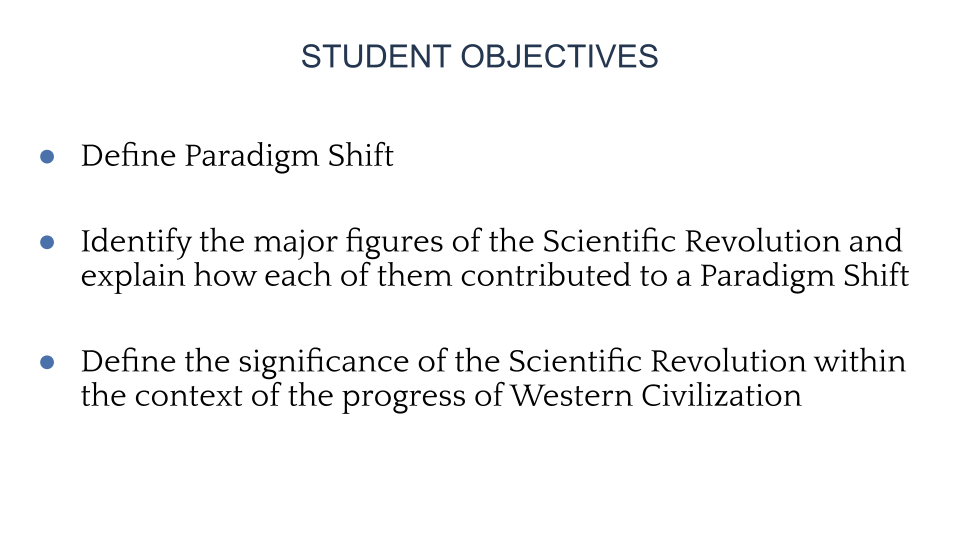 STUDENT OBJECTIVES
● Define Paradigm Shift
● Identify the major figures of the Scientific Revolution and
explain how each of them contributed to a Paradigm Shift
● Define the significance of the Scientific Revolution within
the context of the progress of Western Civilization